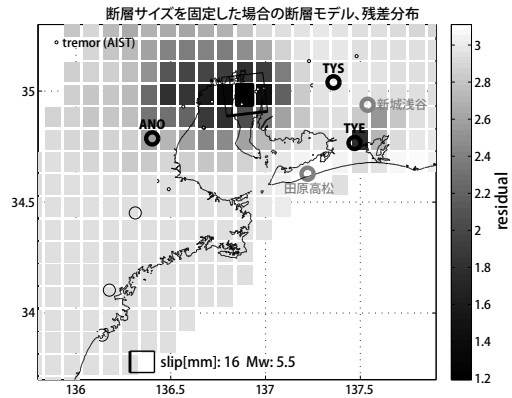 断層サイズを固定した場合の断層モデル、残差分布
tremor (AIST)
TYS
新城浅谷
ANO
TYE
田原高松
slip[mm]: 16 Mw: 5.5
35
34.5
34
136
136.5
137
137.5
3
2.8
2.6
2.4
2.2
2
1.8
1.6
1.4
1.2
residual